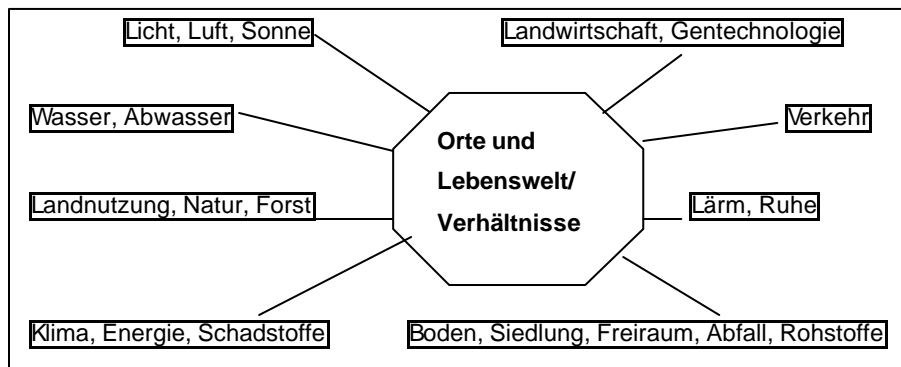 Licht, Luft, Sonne
Landwirtschaft, Gentechnologie
Wasser, Abwasser
Verkehr
Orte und
Lebenswelt/
Verhältnisse
Landnutzung, Natur, Forst
Lärm, Ruhe
Klima, Energie, Schadstoffe
Boden, Siedlung, Freiraum, Abfall, Rohstoffe